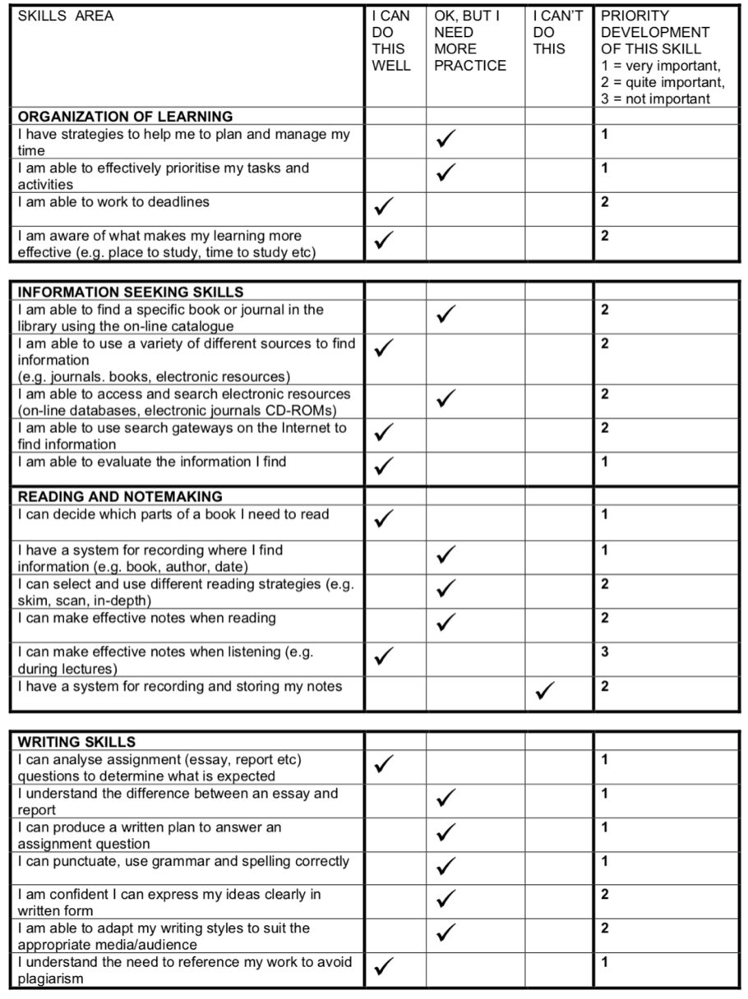 SKILLS AREA
I CAN DO THIS WELL
OK, BUT I NEED MORE PRACTICE
I CAN'T DO THIS
PRIORITY DEVELOPMENT OF THIS SKILL
1 = very important,
2 = quite important,
3 = not important
ORGANIZATION OF LEARNING
I have strategies to help me to plan and manage my
time
✓
1
I am able to effectively prioritise my tasks and
activities
✓
1
I am able to work to deadlines
✓
2
I am aware of what makes my learning more
effective (e.g. place to study, time to study etc)
✓
2
INFORMATION SEEKING SKILLS
I am able to find a specific book or journal in the
library using the on-line catalogue
✓
2
I am able to use a variety of different sources to find
information
(e.g. journals. books, electronic resources)
✓
2
I am able to access and search electronic resources
(on-line databases, electronic journals CD-ROMs)
✓
2
I am able to use search gateways on the Internet to
find information
✓
2
I am able to evaluate the information I find
✓
1
READING AND NOTEMAKING
I can decide which parts of a book I need to read
✓
1
I have a system for recording where I find
information (e.g. book, author, date)
✓
1
I can select and use different reading strategies (e.g.
skim, scan, in-depth)
✓
2
I can make effective notes when reading
✓
2
I can make effective notes when listening (e.g.
during lectures)
✓
3
I have a system for recording and storing my notes
✓
2
WRITING SKILLS
I can analyse assignment (essay, report etc)
questions to determine what is expected
✓
1
I understand the difference between an essay and
report
✓
1
I can produce a written plan to answer an
assignment question
✓
1
I can punctuate, use grammar and spelling correctly
✓
1
I am confident I can express my ideas clearly in
written form
✓
2
I am able to adapt my writing styles to suit the
appropriate media/audience
✓
2
I understand the need to reference my work to avoid
plagiarism
✓
1